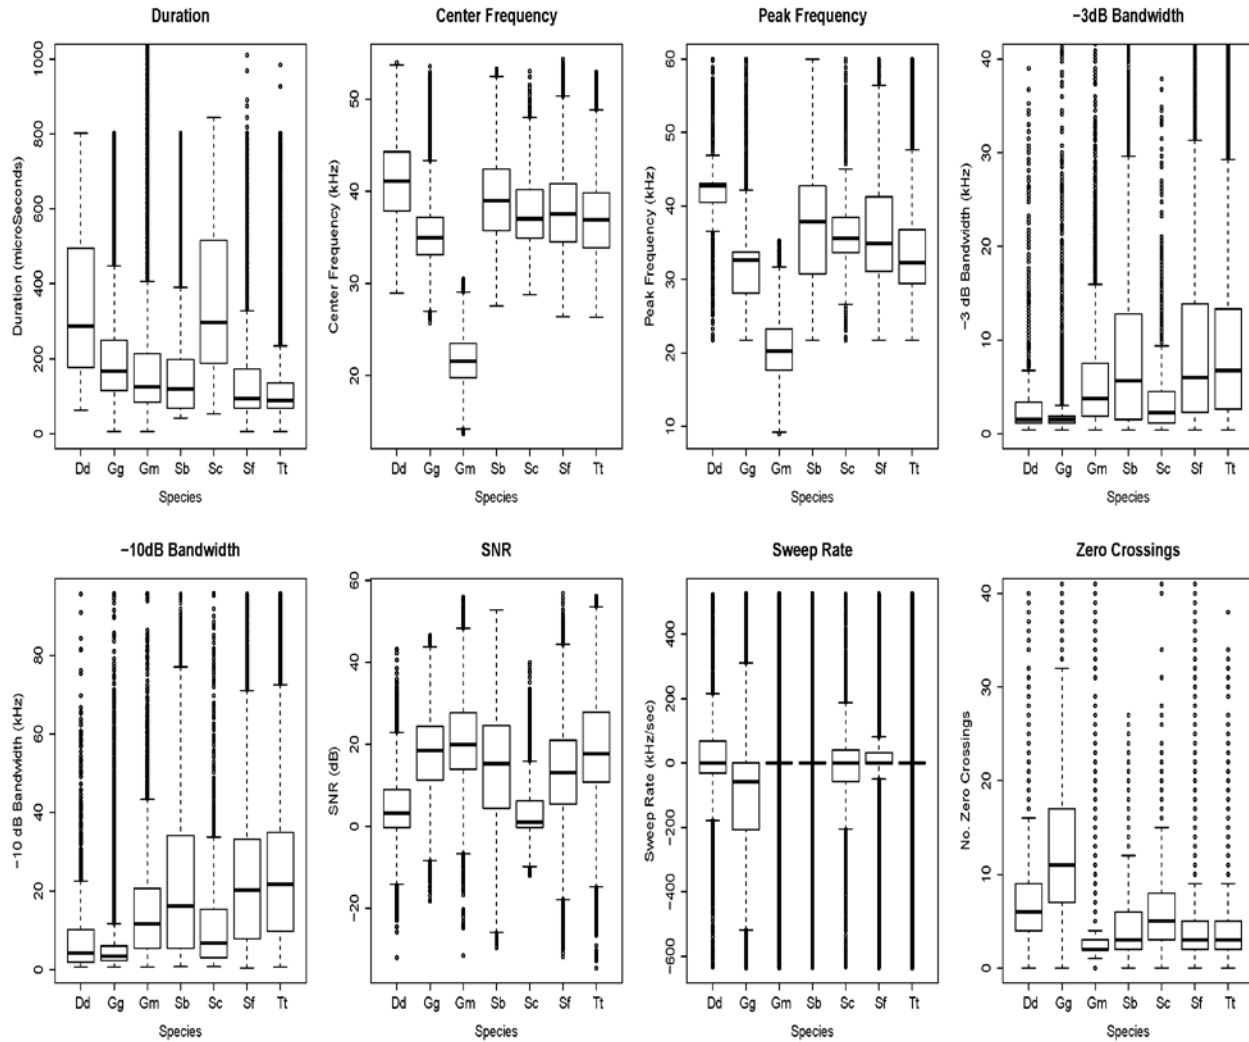 Duration
Center Frequency
Peak Frequency
−3dB Bandwidth
Duration (microSeconds)
0
200
400
600
800
1000
Dd Gg Gm Sb Sc Sf Tt
Species
Center Frequency (kHz)
20
30
40
50
Dd Gg Gm Sb Sc Sf Tt
Species
Peak Frequency (kHz)
10
20
30
40
50
60
Dd Gg Gm Sb Sc Sf Tt
Species
−3 dB Bandwidth (kHz)
0
10
20
30
40
Dd Gg Gm Sb Sc Sf Tt
Species
−10dB Bandwidth
SNR
Sweep Rate
Zero Crossings
−10 dB Bandwidth (kHz)
0
20
40
60
80
Dd Gg Gm Sb Sc Sf Tt
Species
SNR (dB)
−20
0
20
40
60
Dd Gg Gm Sb Sc Sf Tt
Species
Sweep Rate (kHz/sec)
−600
−400
−200
0
200
400
Dd Gg Gm Sb Sc Sf Tt
Species
No. Zero Crossings
0
10
20
30
40
Dd Gg Gm Sb Sc Sf Tt
Species